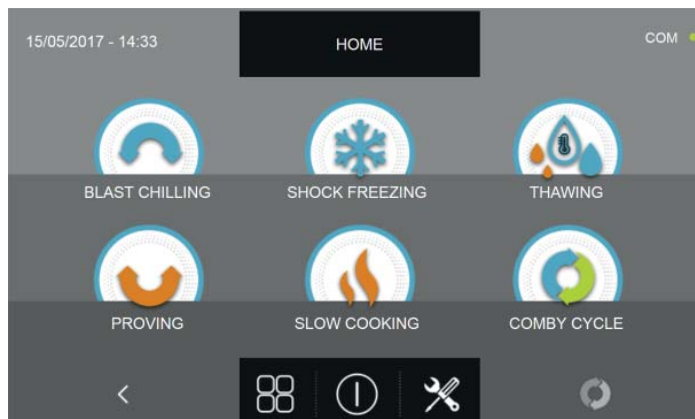 15/05/2017 - 14:33
HOME
COM
BLAST CHILLING
SHOCK FREEZING
THAWING
PROVING
SLOW COOKING
COMBY CYCLE